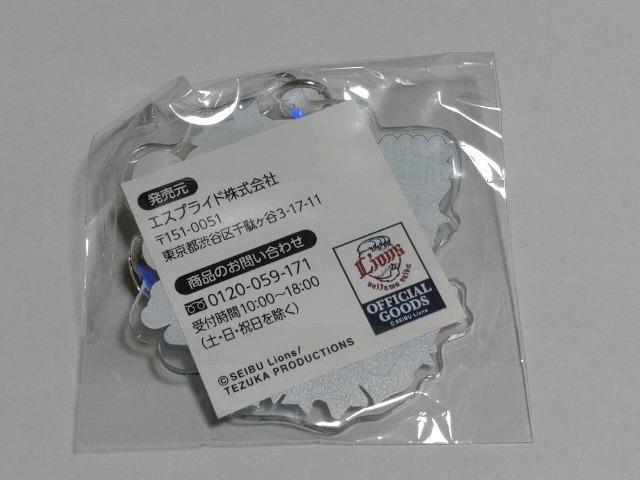 発売元
エスプライド株式会社
〒151-0051
東京都渋谷区千駄ヶ谷3-17-11
商品のお問い合わせ
0120-059-171
受付時間10:00〜18:00
(土・日・祝日を除く)
©SEIBU Lions/
TEZUKA PRODUCTIONS
Lions
saitama seibu
OFFICIAL
GOODS
©SEIBU Lions